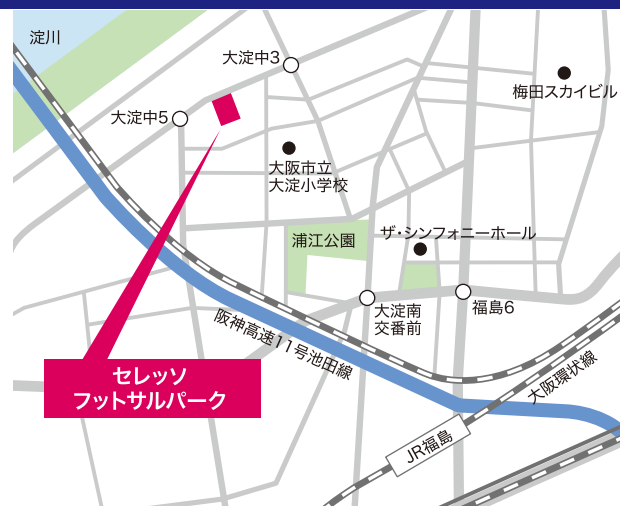 淀川
大淀中3
梅田スカイビル
大淀中5
大阪市立
大淀小学校
浦江公園
ザ・シンフォニーホール
大淀南
交番前
福島6
阪神高速11号池田線
セレッソ
フットサルパーク
大阪環状線
JR福島